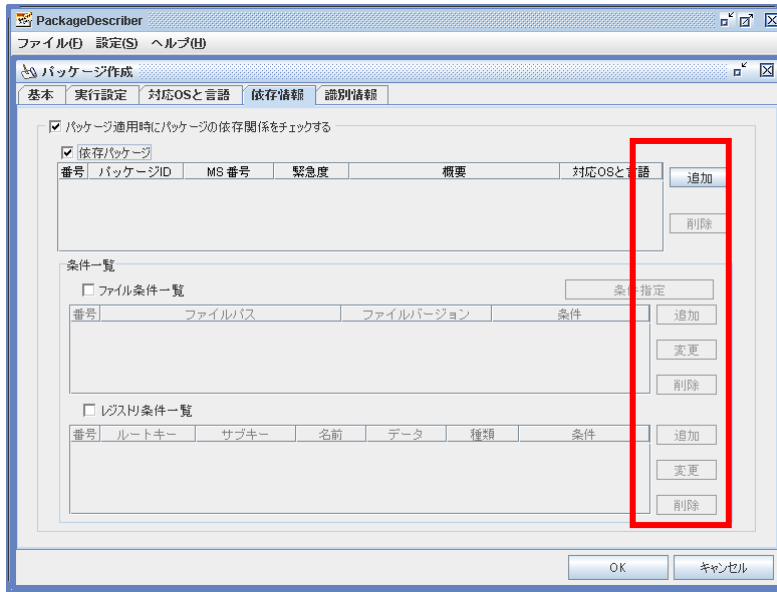 PackageDescriber
ファイル(F) 設定(S) ヘルプ(H)
パッケージ作成
基本 実行設定 対応OSと言語 依存情報 識別情報
パッケージ適用時にパッケージの依存関係をチェックする
依存パッケージ
番号 パッケージID MS 番号 緊急度 概要 対応OSと言語
追加
削除
条件一覧
ファイル条件一覧 条件指定
番号 ファイルパス ファイルバージョン 条件 追加
変更
削除
レジストリ条件一覧
番号 ルートキー サブキー 名前 データ 種類 条件 追加
変更
削除
OK キャンセル